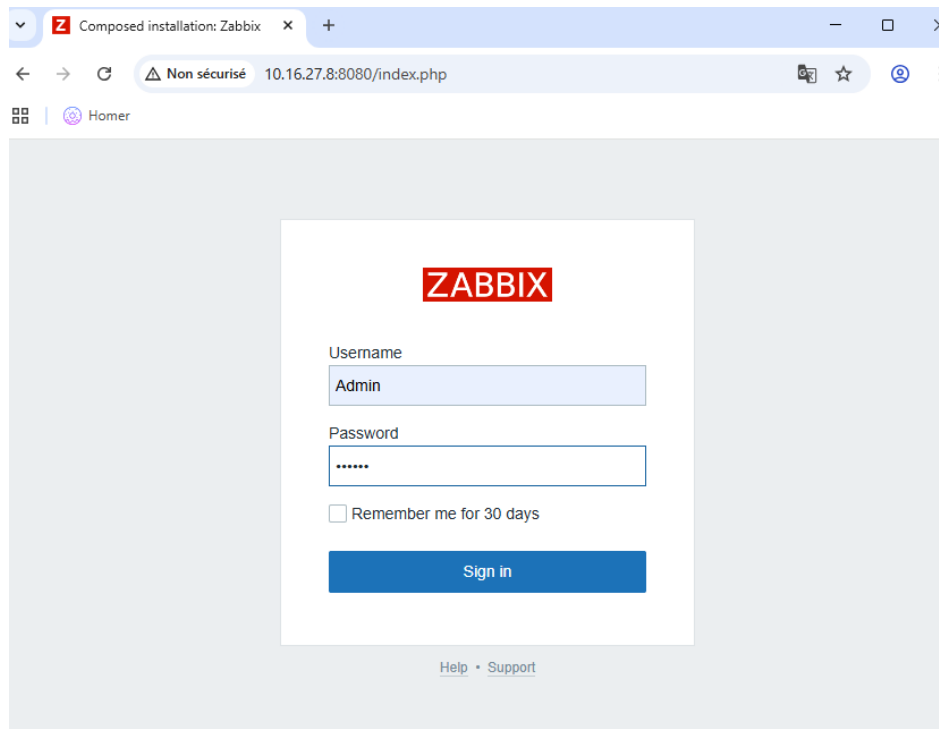 Z Composed installation: Zabbix
Non sécurisé 10.16.27.8:8080/index.php
Homer
ZABBIX
Username
Admin
Password
••••••
Remember me for 30 days
Sign in
Help • Support